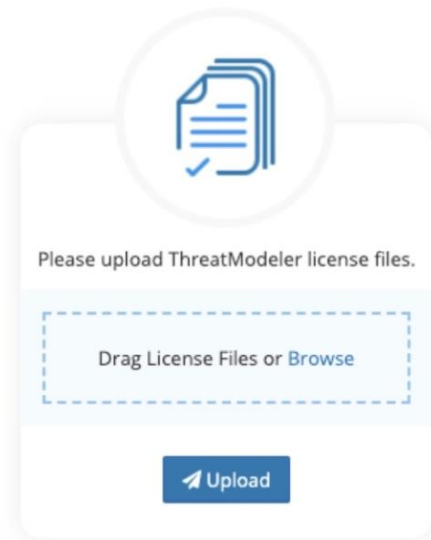 Please upload ThreatModeler license files.
Drag License Files or Browse
Upload